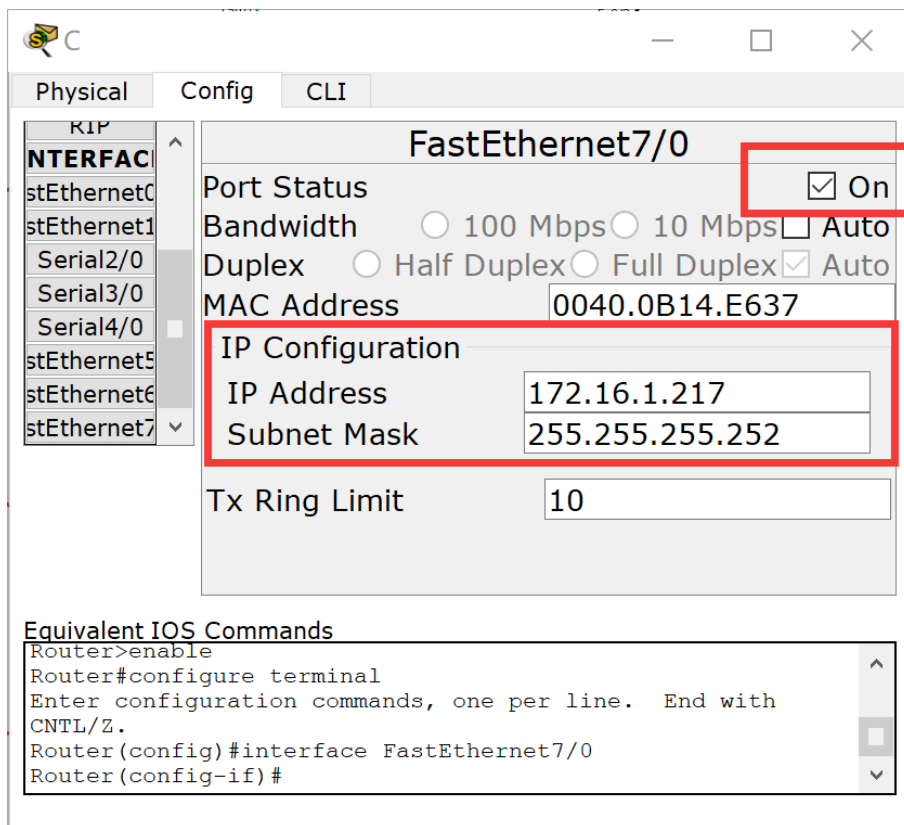 C
Physical Config CLI
RIP
NTERFAC
stEthernet0
stEthernet1
Serial2/0
Serial3/0
Serial4/0
stEthernet5
stEthernet6
stEthernet7
FastEthernet7/0
Port Status On
Bandwidth 100 Mbps 10 Mbps Auto
Duplex Half Duplex Full Duplex Auto
MAC Address 0040.0B14.E637
IP Configuration
IP Address 172.16.1.217
Subnet Mask 255.255.255.252
Tx Ring Limit 10
Equivalent IOS Commands
Router>enable
Router#configure terminal
Enter configuration commands, one per line. End with
CNTL/Z.
Router(config)#interface FastEthernet7/0
Router(config-if)#